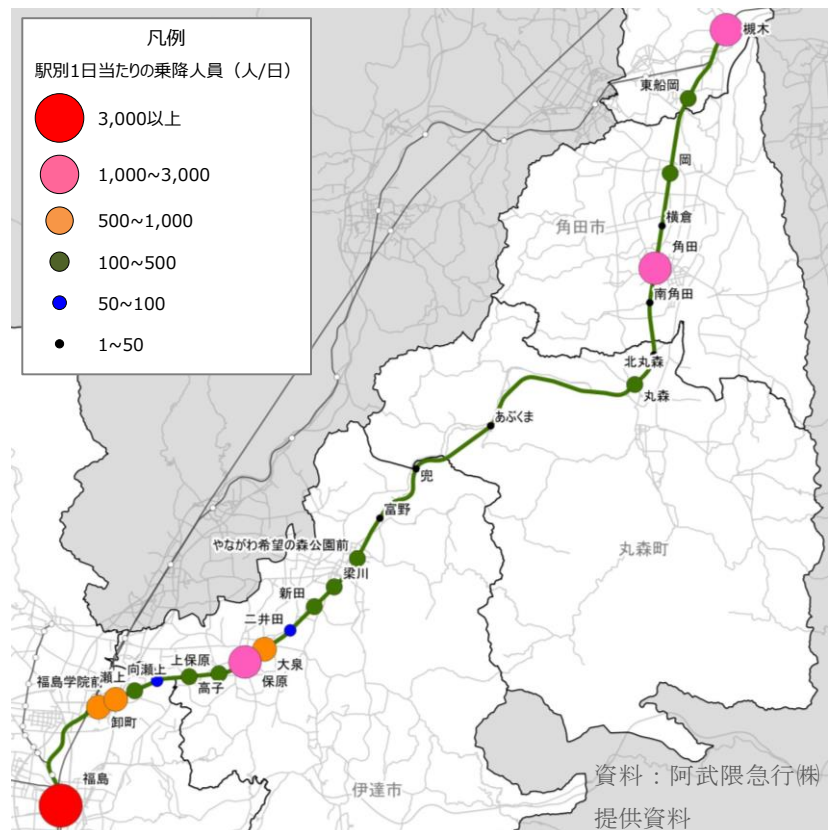 凡例
駅別1日当たりの乗降人員（人/日）
3,000以上
1,000~3,000
500~1,000
100~500
50~100
1~50
槻木
東船岡
岡
横倉
角田市
角田
南角田
北丸森
丸森
あぶくま
兜
富野
やながわ希望の森公園前
丸森町
梁川
新田
二井田
大泉
保原
上保原
高子
向瀬上
瀬上
福島学院前
卸町
福島
伊達市
資料：阿武隈急行㈱
提供資料